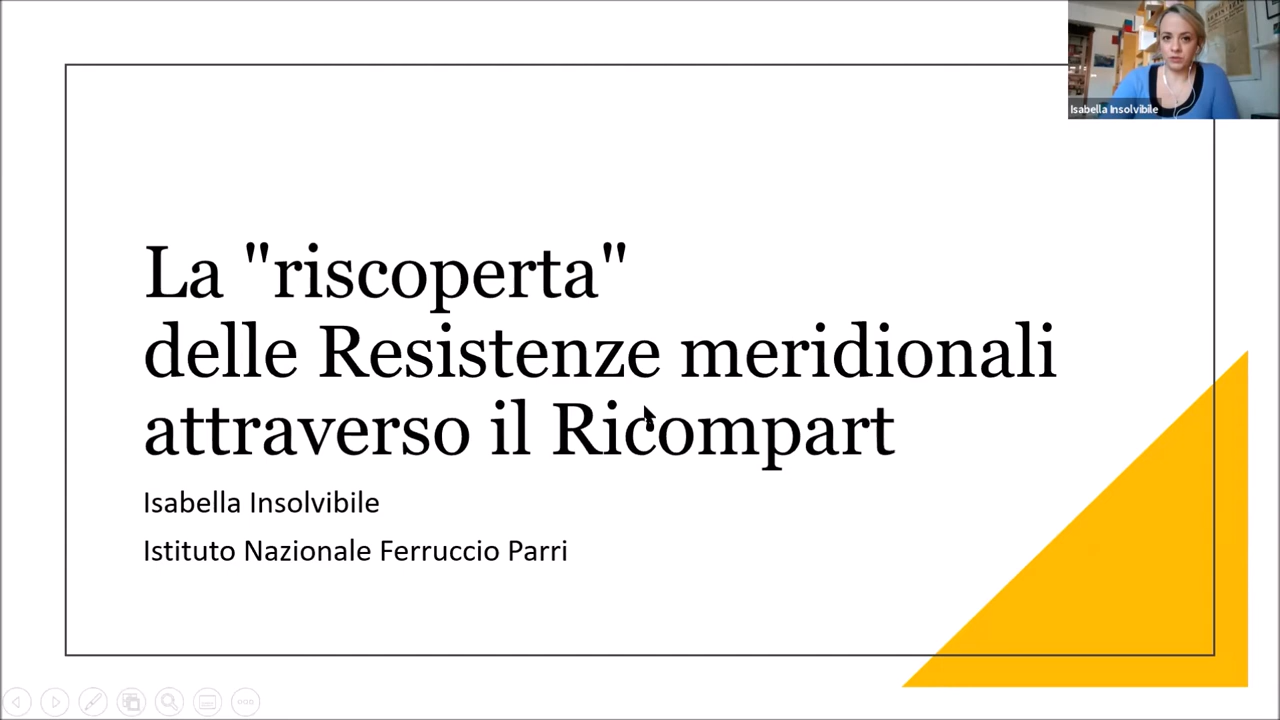 Isabella Insolvibile
La "riscoperta"
delle Resistenze meridionali
attraverso il Ricompart
Isabella Insolvibile
Istituto Nazionale Ferruccio Parri